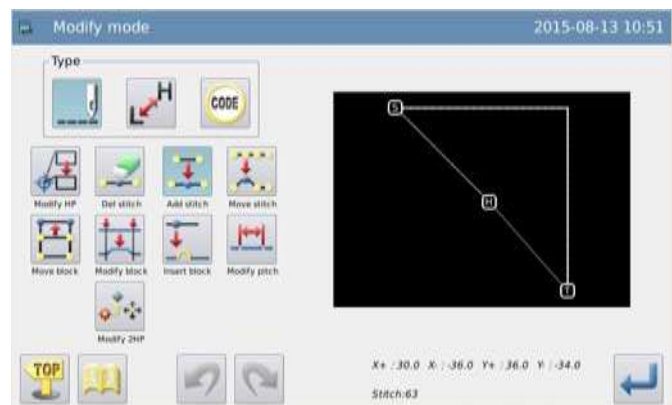 Modify mode 2015-08-13 10:51
Type
L H CODE
Modify HP Del stitch Add stitch Move stitch
Move block Modify block Insert block Modify pitch
Modify 2HP
S
H
T
TOP
X+ :30.0 X- :-36.0 Y+ :36.0 Y- :-34.0
Stitch:63